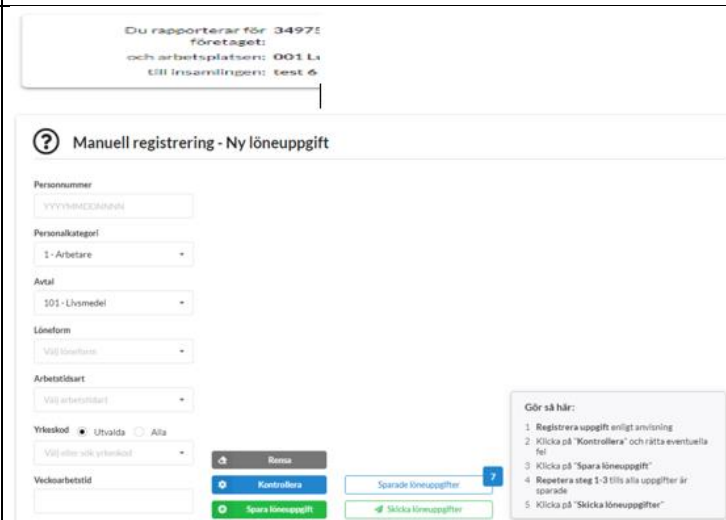 Du rapporterar för 34975
företaget:
och arbetsplatsen: 001 Lu
till insamlingen: test 6
Manuell registrering - Ny löneuppgift
Personnummer
YYYYMMDDNNNN
Personalkategori
1 - Arbetare
Avtal
101 - Livsmedel
Löneform
Välj löneform
Arbetstidsart
Välj arbetstidsart
Yrkeskod Utvalda Alla
Välj eller sök yrkeskod
Veckoarbetstid
Rensa
Kontrollera
Spara löneuppgift
Sparade löneuppgifter
7
Skicka löneuppgifter
Gör så här:
1 Registrera uppgift enligt anvisning
2 Klicka på "Kontrollera" och rätta eventuella
fel
3 Klicka på "Spara löneuppgift"
4 Repetera steg 1-3 tills alla uppgifter är
sparade
5 Klicka på "Skicka löneuppgifter"